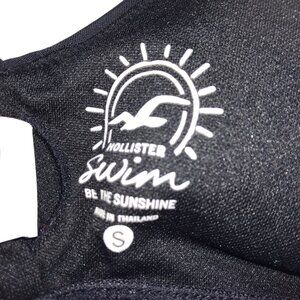 HOLLISTER
Swim
BE THE SUNSHINE
MADE IN THAILAND
S